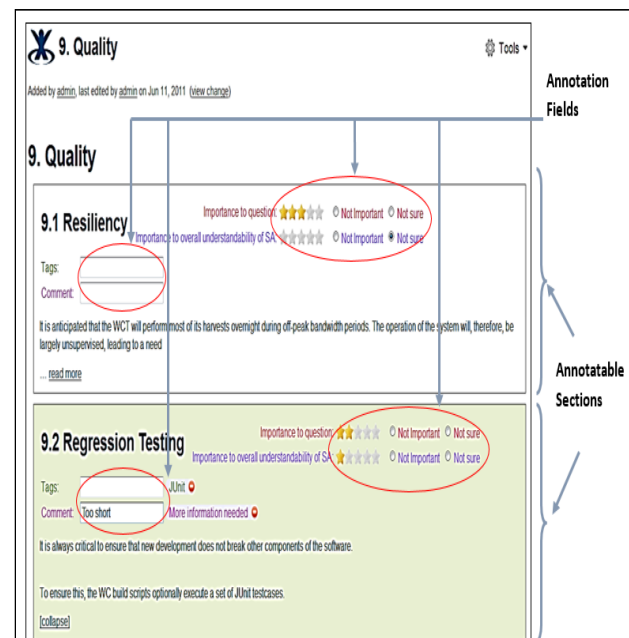 9. Quality
Tools
Added by admin, last edited by admin on Jun 11, 2011 (view change)
Annotation
Fields
9. Quality
9.1 Resiliency
Importance to question: Not Important Not sure
Importance to overall understandability of SA: Not Important Not sure
Tags:
Comment:
It is anticipated that the WCT will perform most of its harvests overnight during off-peak bandwidth periods. The operation of the system will, therefore, be
largely unsupervised, leading to a need
... read more
Annotatable
Sections
9.2 Regression Testing
Importance to question: Not Important Not sure
Importance to overall understandability of SA: Not Important Not sure
Tags: JUnit
Comment: Too short More information needed
It is always critical to ensure that new development does not break other components of the software.
To ensure this, the WC build scripts optionally execute a set of JUnit testcases.
[collapse]